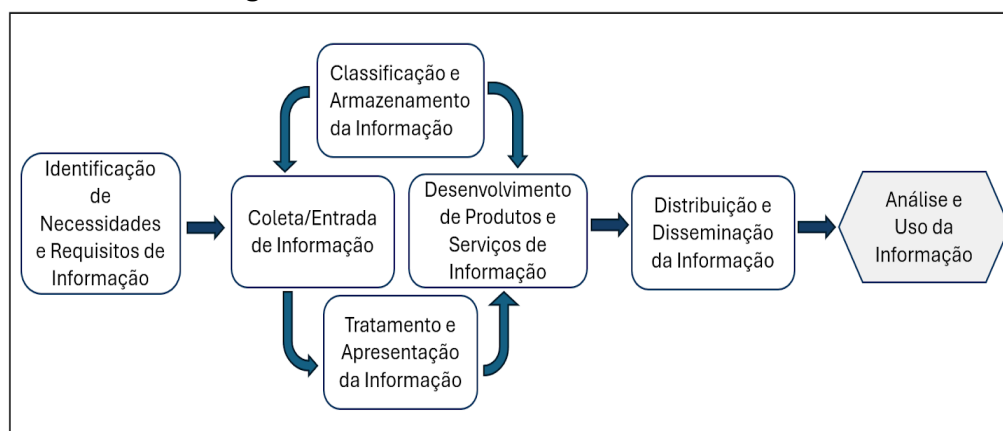 Identificação
de
Necessidades
e Requisitos de
Informação
Coleta/Entrada
de Informação
Classificação e
Armazenamento
da Informação
Tratamento e
Apresentação
da Informação
Desenvolvimento
de Produtos e
Serviços de
Informação
Distribuição e
Disseminação
da Informação
Análise e
Uso da
Informação